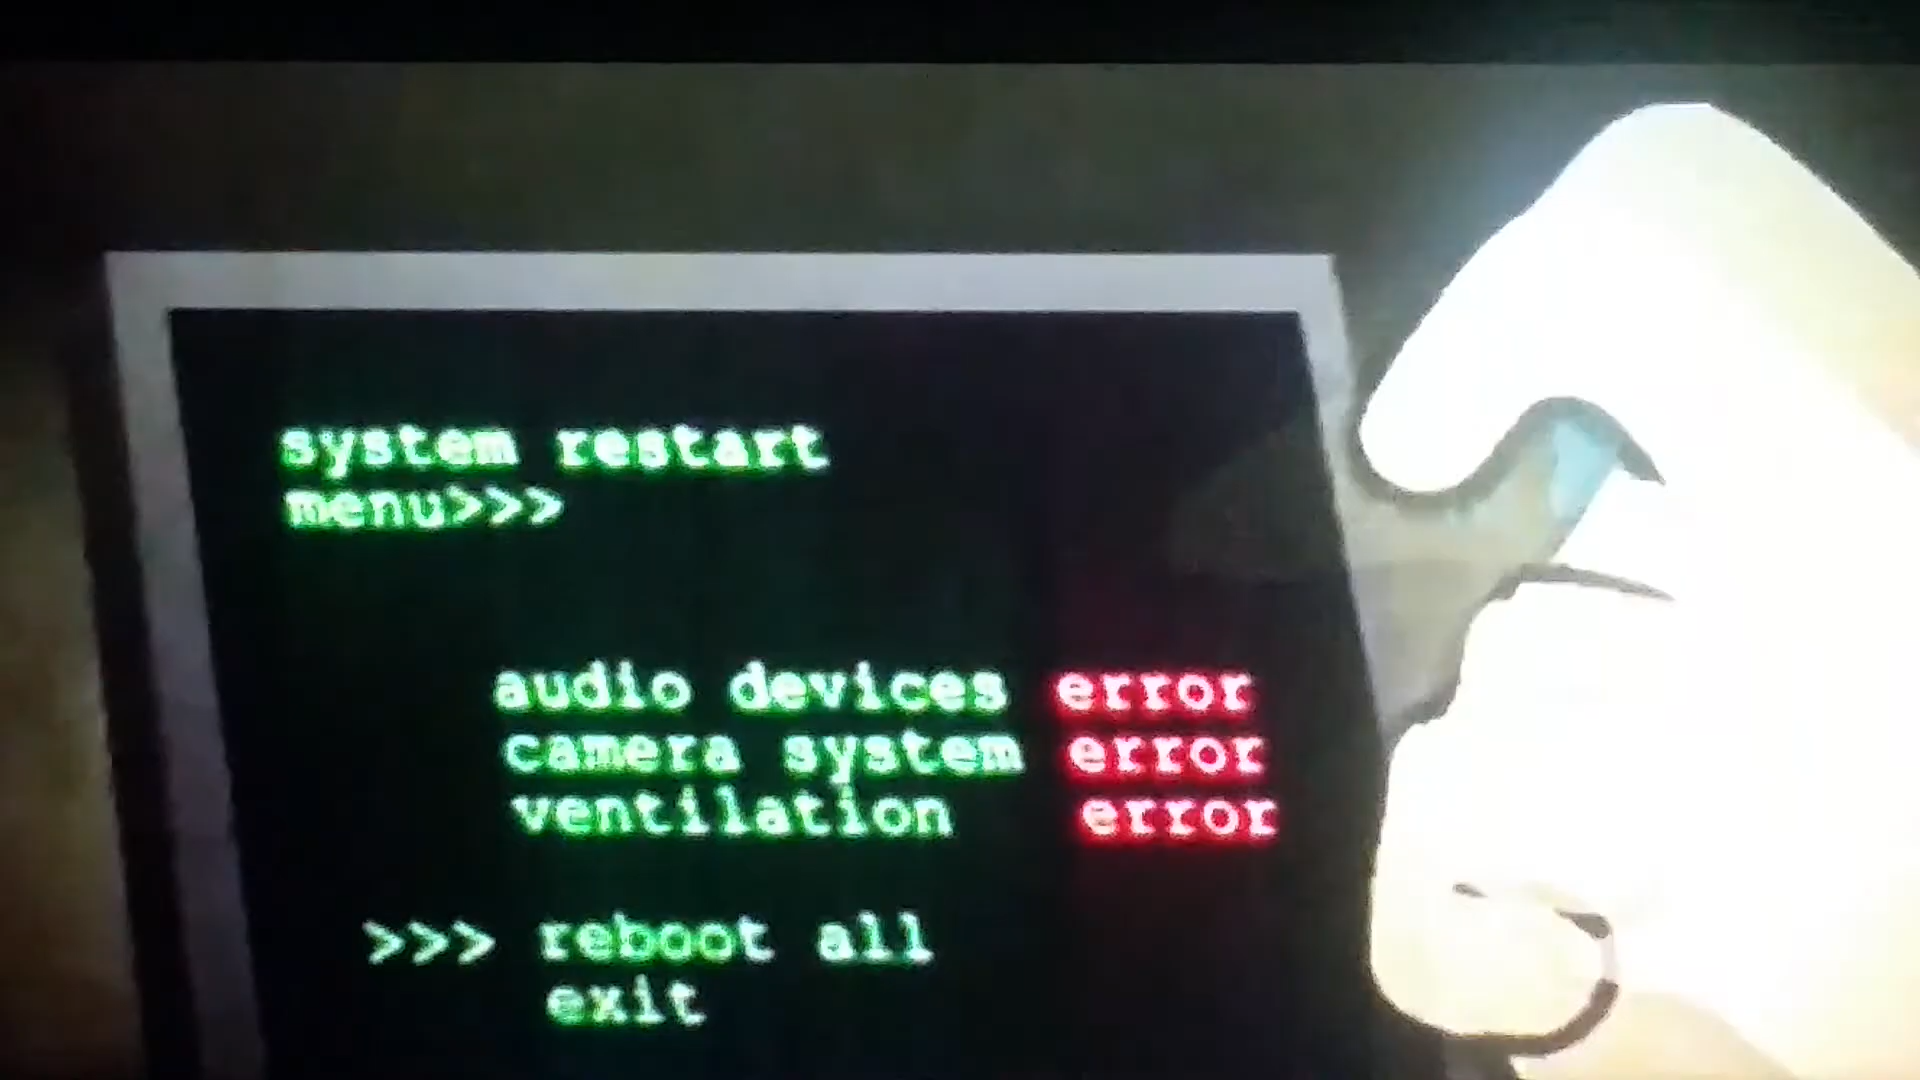 system restart
menu>>>
audio devices error
camera system error
ventilation error
>>> reboot all
exit